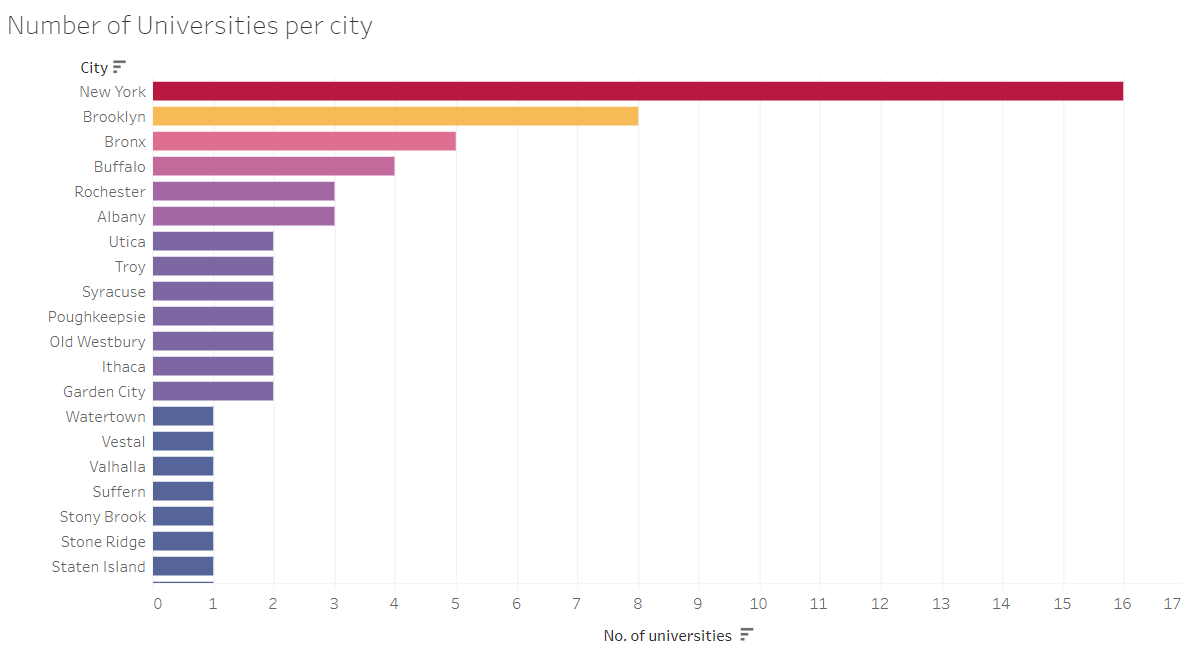 Number of Universities per city
City
New York
Brooklyn
Bronx
Buffalo
Rochester
Albany
Utica
Troy
Syracuse
Poughkeepsie
Old Westbury
Ithaca
Garden City
Watertown
Vestal
Valhalla
Suffern
Stony Brook
Stone Ridge
Staten Island
0 1 2 3 4 5 6 7 8 9 10 11 12 13 14 15 16 17
No. of universities